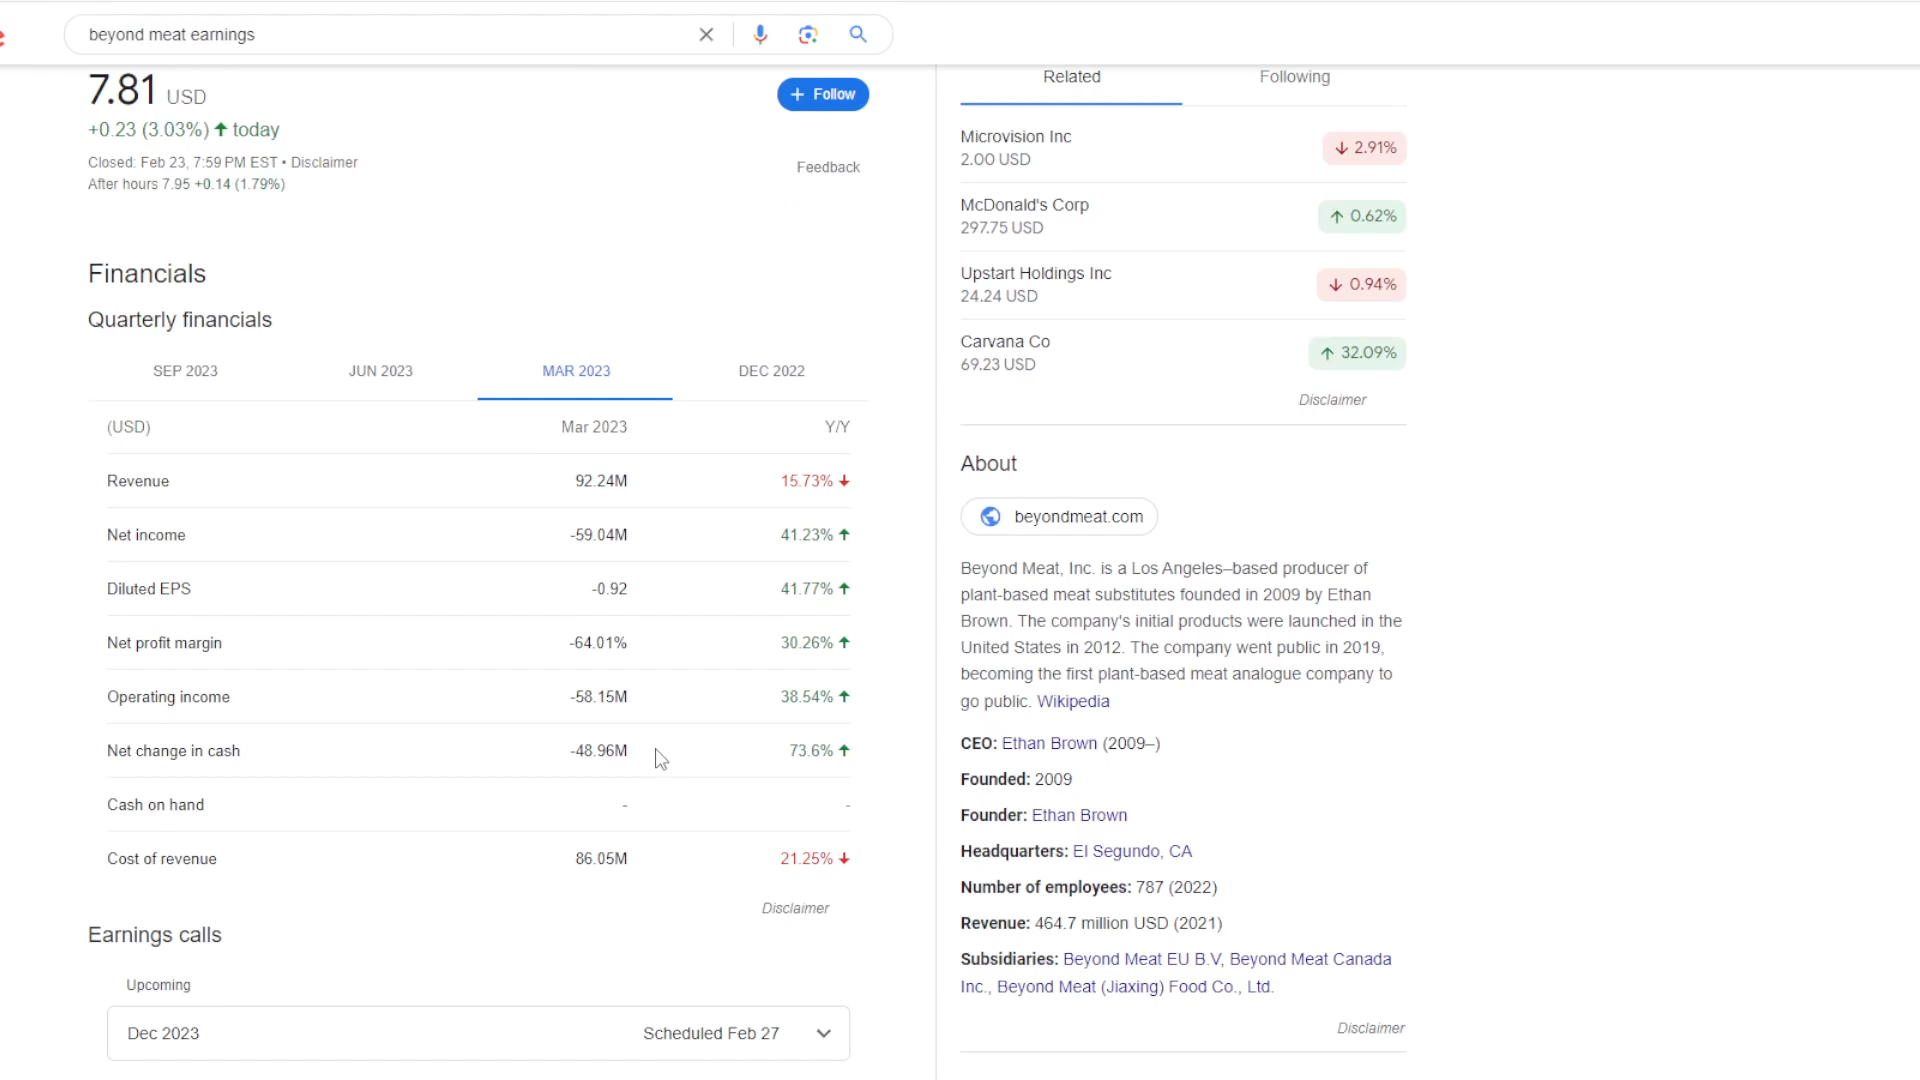 beyond meat earnings
7.81 USD
+ Follow
+0.23 (3.03%) ↑ today
Closed: Feb 23, 7:59 PM EST • Disclaimer
After hours 7.95 +0.14 (1.79%)
Feedback
Financials
Quarterly financials
SEP 2023 JUN 2023 MAR 2023 DEC 2022
(USD) Mar 2023 Y/Y
Revenue 92.24M 15.73% ↓
Net income -59.04M 41.23% ↑
Diluted EPS -0.92 41.77% ↑
Net profit margin -64.01% 30.26% ↑
Operating income -58.15M 38.54% ↑
Net change in cash -48.96M 73.6% ↑
Cash on hand - -
Cost of revenue 86.05M 21.25% ↓
Disclaimer
Earnings calls
Upcoming
Dec 2023 Scheduled Feb 27
Related Following
Microvision Inc
2.00 USD
↓ 2.91%
McDonald's Corp
297.75 USD
↑ 0.62%
Upstart Holdings Inc
24.24 USD
↓ 0.94%
Carvana Co
69.23 USD
↑ 32.09%
Disclaimer
About
beyondmeat.com
Beyond Meat, Inc. is a Los Angeles–based producer of
plant-based meat substitutes founded in 2009 by Ethan
Brown. The company's initial products were launched in the
United States in 2012. The company went public in 2019,
becoming the first plant-based meat analogue company to
go public. Wikipedia
CEO: Ethan Brown (2009–)
Founded: 2009
Founder: Ethan Brown
Headquarters: El Segundo, CA
Number of employees: 787 (2022)
Revenue: 464.7 million USD (2021)
Subsidiaries: Beyond Meat EU B.V, Beyond Meat Canada
Inc., Beyond Meat (Jiaxing) Food Co., Ltd.
Disclaimer